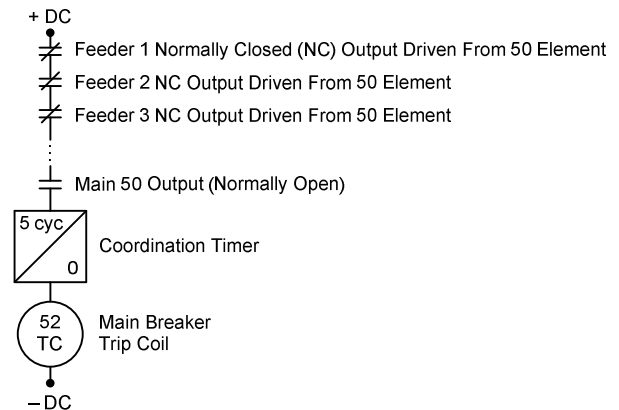 + DC
Feeder 1 Normally Closed (NC) Output Driven From 50 Element
Feeder 2 NC Output Driven From 50 Element
Feeder 3 NC Output Driven From 50 Element
Main 50 Output (Normally Open)
5 cyc
0
Coordination Timer
52
TC
Main Breaker
Trip Coil
– DC